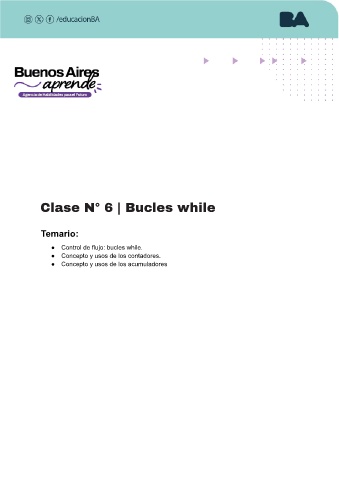 /educacionBA
BA
Buenos Aires
aprende
Agencia de Habilidades para el Futuro
Clase N° 6 | Bucles while
Temario:
● Control de flujo: bucles while.
● Concepto y usos de los contadores.
● Concepto y usos de los acumuladores